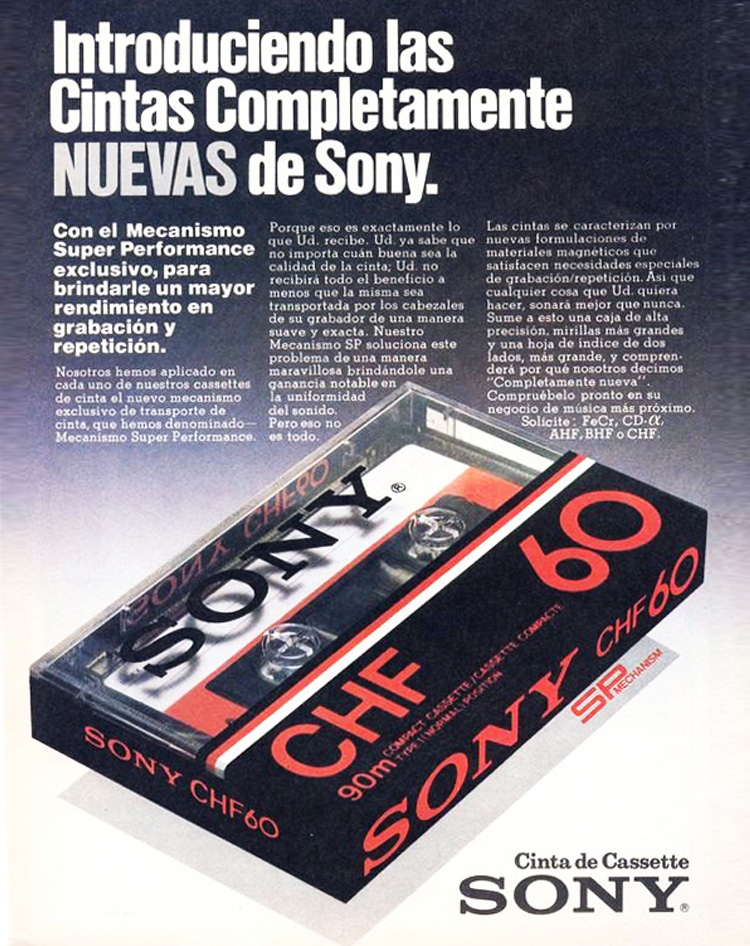 Introduciendo las
Cintas Completamente
NUEVAS de Sony.
Con el Mecanismo
Super Performance
exclusivo, para
brindarle un mayor
rendimiento en
grabación y
repetición.
Nosotros hemos aplicado en
cada uno de nuestros cassettes
de cinta el nuevo mecanismo
exclusivo de transporte de
cinta, que hemos denominado—
Mecanismo Super Performance.
Porque eso es exactamente lo
que Ud. recibe. Ud. ya sabe que
no importa cuán buena sea la
calidad de la cinta; Ud. no
recibirá todo el beneficio a
menos que la misma sea
transportada por los cabezales
de su grabador de una manera
suave y exacta. Nuestro
Mecanismo SP soluciona este
problema de una manera
maravillosa brindándole una
ganancia notable en
la uniformidad
del sonido.
Pero eso no
es todo.
Las cintas se caracterizan por
nuevas formulaciones de
materiales magnéticos que
satisfacen necesidades especiales
de grabación/repetición. Asi que
cualquier cosa que Ud. quiera
hacer, sonará mejor que nunca.
Sume a esto una caja de alta
precisión, mirillas más grandes
y una hoja de índice de dos
lados, más grande, y compren-
derá por qué nosotros decimos
"Completamente nueva".
Compruébelo pronto en su
negocio de música más próximo.
Solicite: FeCr, CD-α,
AHF, BHF o CHF.
SONY CHF60
SONY®
60
CHF
COMPACT CASSETTE/CASSETTE COMPACTE
90m TYPE I (NORMAL) POSITION
SONY CHF60
SONY CHF60
SP MECHANISM
Cinta de Cassette
SONY®